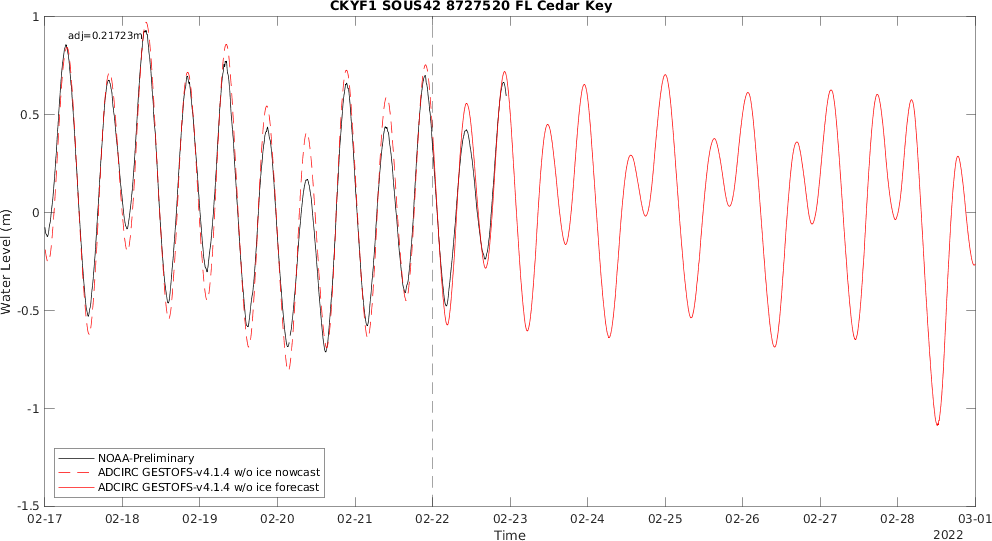 CKYF1 SOUS42 8727520 FL Cedar Key
adj=0.21723m
1
0.5
0
-0.5
-1
-1.5
Water Level (m)
NOAA-Preliminary
ADCIRC GESTOFS-v4.1.4 w/o ice nowcast
ADCIRC GESTOFS-v4.1.4 w/o ice forecast
02-17 02-18 02-19 02-20 02-21 02-22 02-23 02-24 02-25 02-26 02-27 02-28 03-01
Time
2022